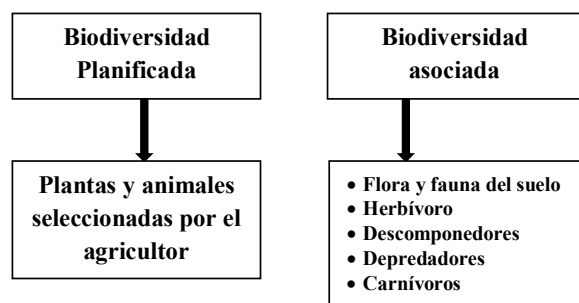 Biodiversidad
Planificada
Biodiversidad
asociada
Plantas y animales
seleccionadas por el
agricultor
• Flora y fauna del suelo
• Herbívoro
• Descomponedores
• Depredadores
• Carnívoros